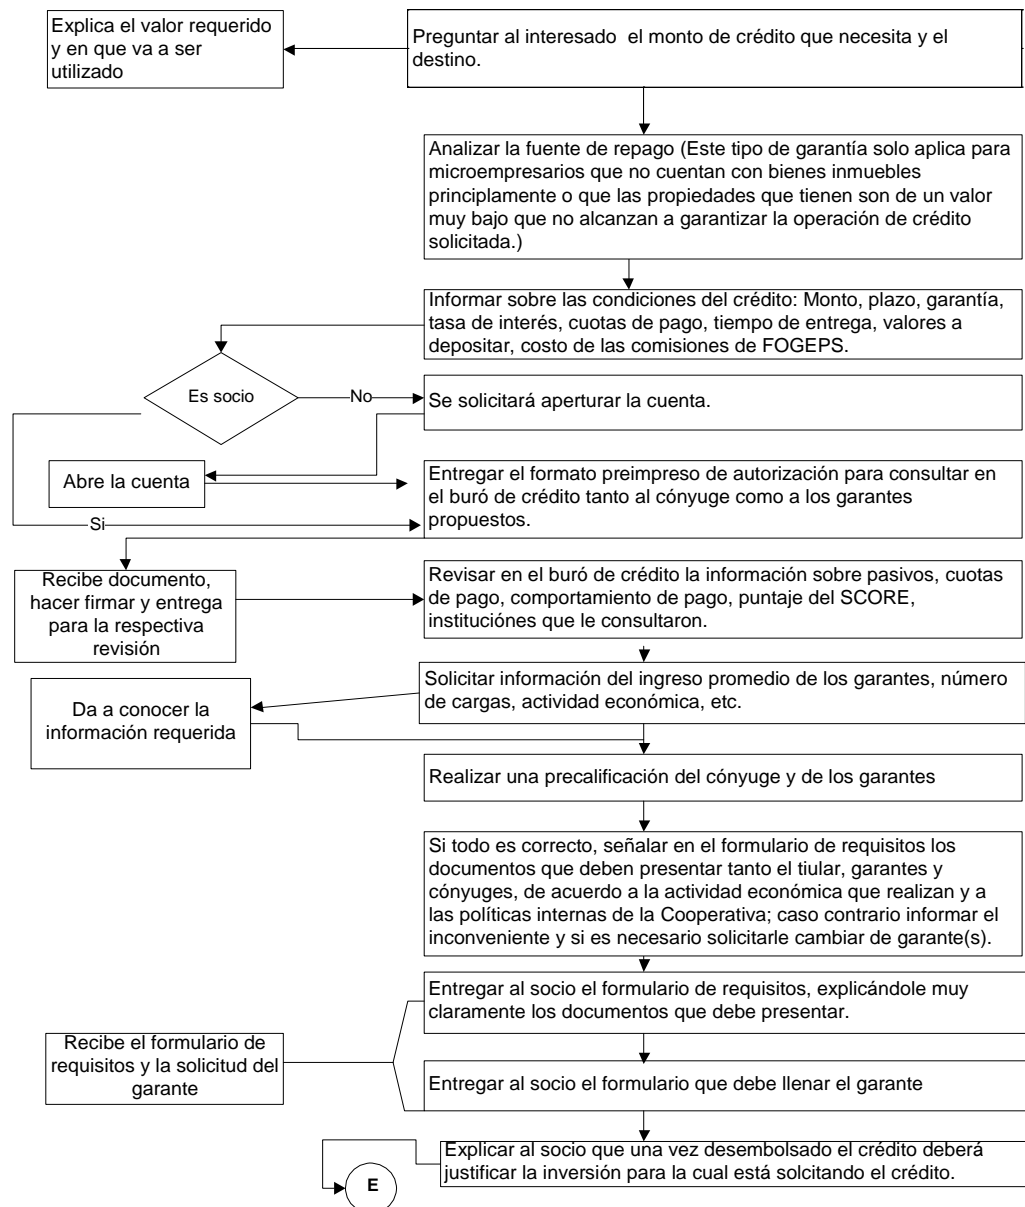 Explica el valor requerido
y en que va a ser
utilizado
Preguntar al interesado  el monto de crédito que necesita y el
destino.
Analizar la fuente de repago (Este tipo de garantía solo aplica para
microempresarios que no cuentan con bienes inmuebles
principlamente o que las propiedades que tienen son de un valor
muy bajo que no alcanzan a garantizar la operación de crédito
solicitada.)
Informar sobre las condiciones del crédito: Monto, plazo, garantía,
tasa de interés, cuotas de pago, tiempo de entrega, valores a
depositar, costo de las comisiones de FOGEPS.
Es socio
No
Se solicitará aperturar la cuenta.
Abre la cuenta
Entregar el formato preimpreso de autorización para consultar en
el buró de crédito tanto al cónyuge como a los garantes
propuestos.
Si
Recibe documento,
hacer firmar y entrega
para la respectiva
revisión
Revisar en el buró de crédito la información sobre pasivos, cuotas
de pago, comportamiento de pago, puntaje del SCORE,
instituciónes que le consultaron.
Solicitar información del ingreso promedio de los garantes, número
de cargas, actividad económica, etc.
Da a conocer la
información requerida
Realizar una precalificación del cónyuge y de los garantes
Si todo es correcto, señalar en el formulario de requisitos los
documentos que deben presentar tanto el tiular, garantes y
cónyuges, de acuerdo a la actividad económica que realizan y a
las políticas internas de la Cooperativa; caso contrario informar el
inconveniente y si es necesario solicitarle cambiar de garante(s).
Entregar al socio el formulario de requisitos, explicándole muy
claramente los documentos que debe presentar.
Recibe el formulario de
requisitos y la solicitud del
garante
Entregar al socio el formulario que debe llenar el garante
Explicar al socio que una vez desembolsado el crédito deberá
justificar la inversión para la cual está solcitando el crédito.
E